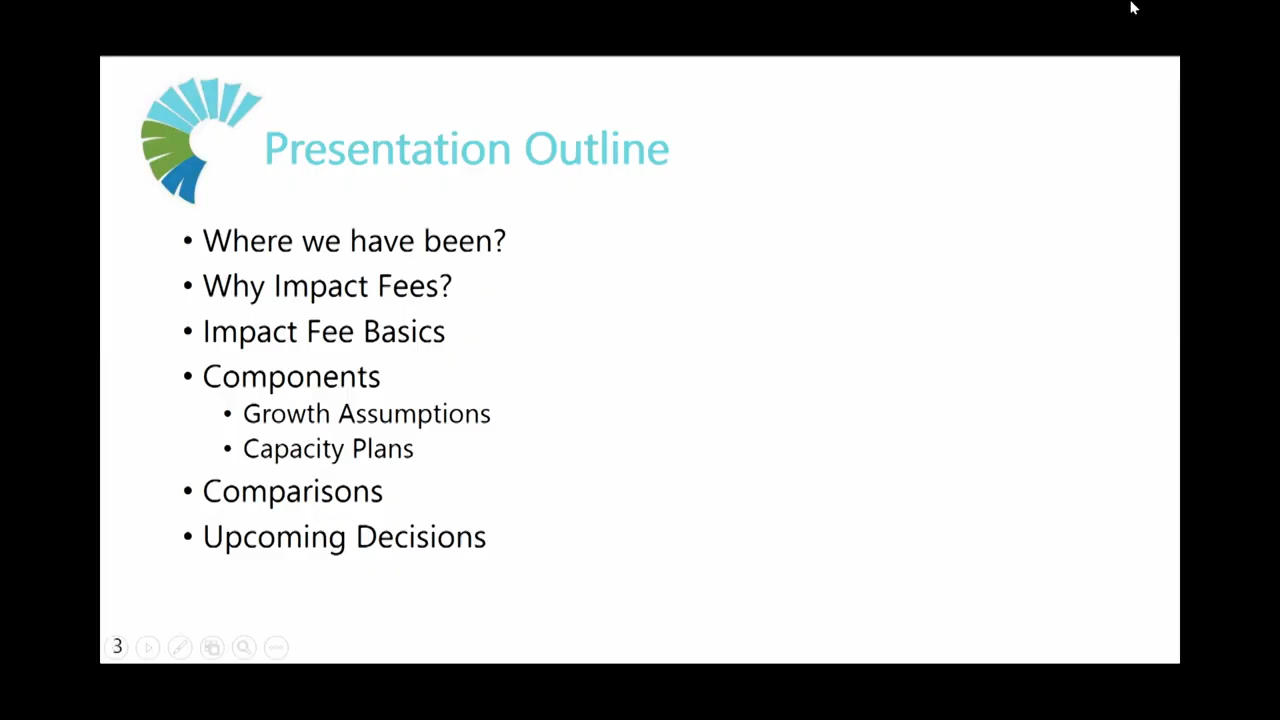 Presentation Outline
• Where we have been?
• Why Impact Fees?
• Impact Fee Basics
• Components
• Growth Assumptions
• Capacity Plans
• Comparisons
• Upcoming Decisions
3